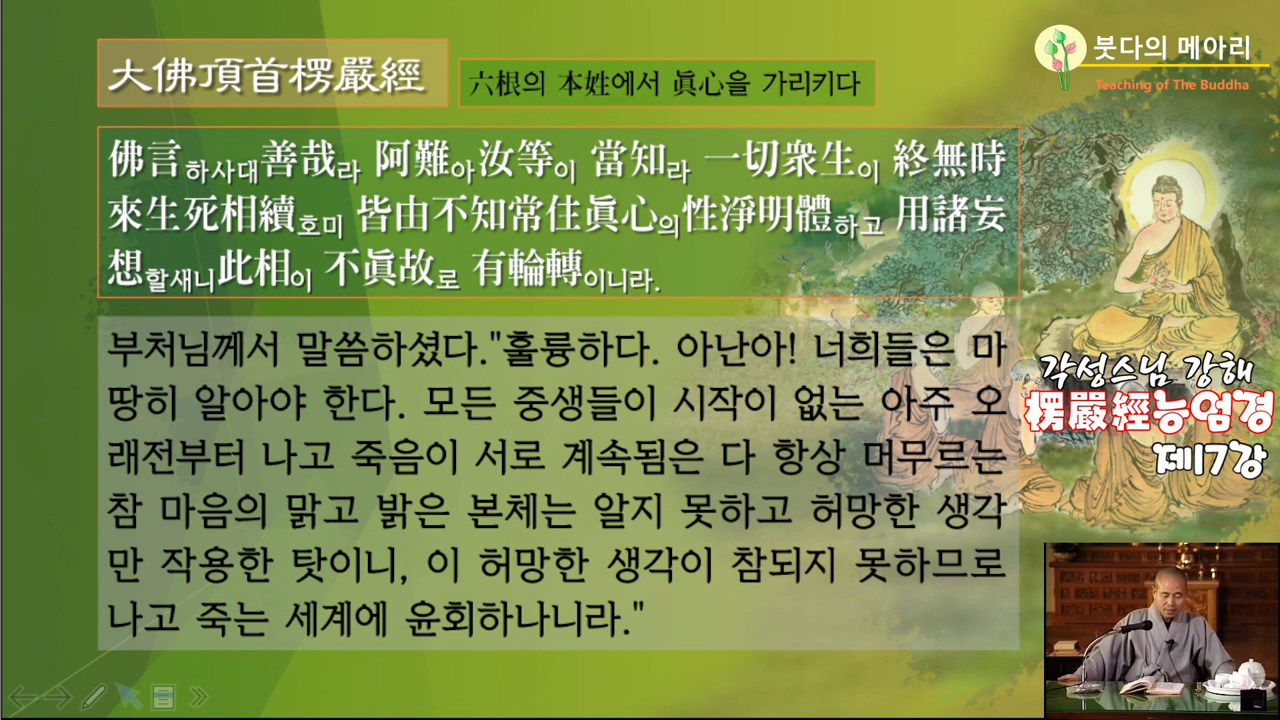 大佛頂首楞嚴經
六根의 本姓에서 眞心을 가리키다
붓다의 메아리
Teaching of The Buddha
佛言하사대善哉라 阿難아汝等이 當知라 一切衆生이 終無時
來生死相續호미 皆由不知常住眞心의性淨明體하고 用諸妄
想할새니此相이 不眞故로 有輪轉이니라.
부처님께서 말씀하셨다."훌륭하다. 아난아! 너희들은 마
땅히 알아야 한다. 모든 중생들이 시작이 없는 아주 오
래전부터 나고 죽음이 서로 계속됨은 다 항상 머무르는
참 마음의 맑고 밝은 본체는 알지 못하고 허망한 생각
만 작용한 탓이니, 이 허망한 생각이 참되지 못하므로
나고 죽는 세계에 윤회하나니라."
각성스님 강해
楞嚴經능엄경
제17강